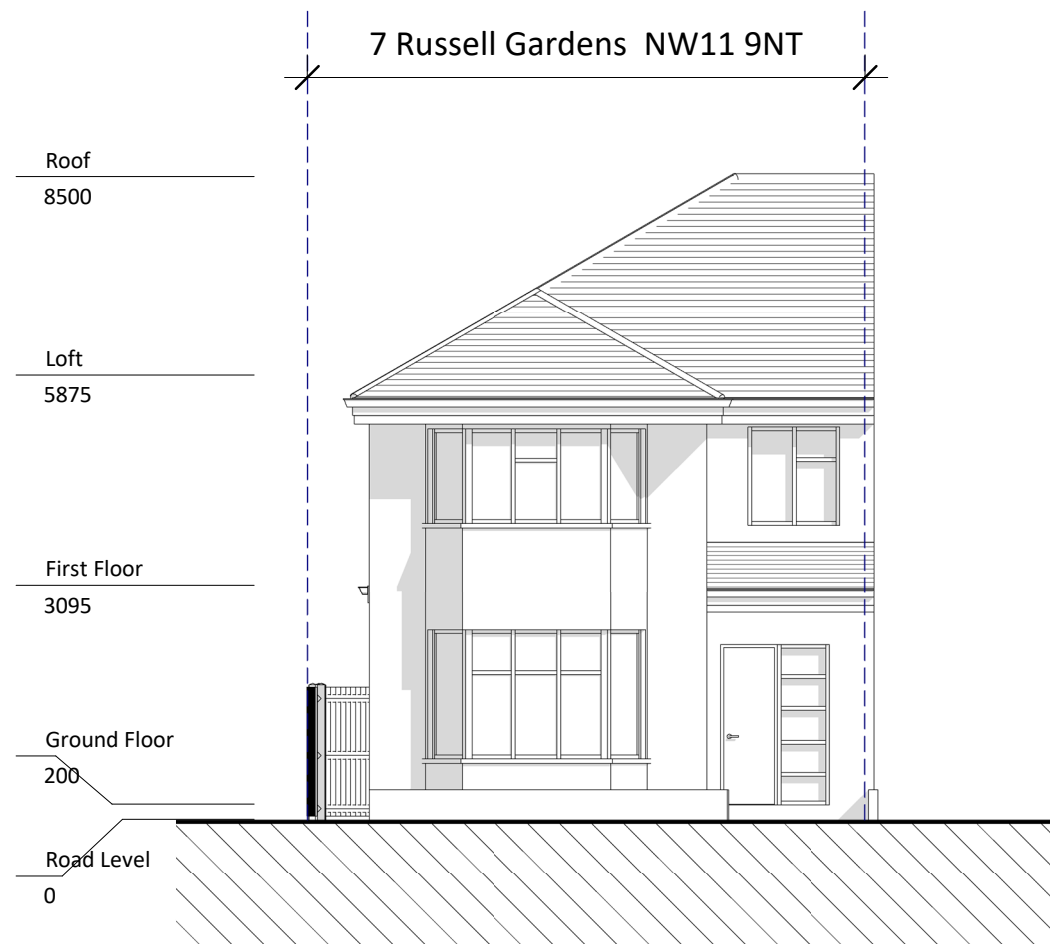 7 Russell Gardens NW11 9NT
Roof
8500
Loft
5875
First Floor
3095
Ground Floor
200
Road Level
0